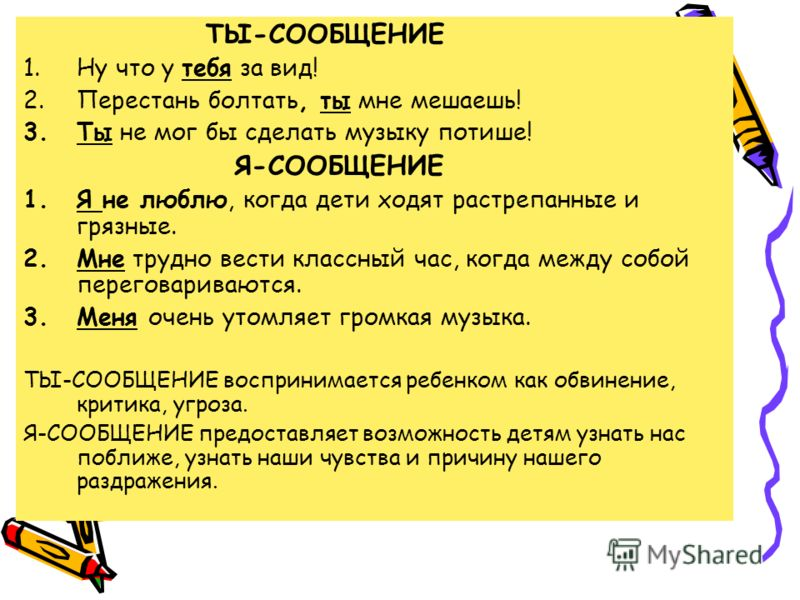 ТЫ-СООБЩЕНИЕ
1. Ну что у тебя за вид!
2. Перестань болтать, ты мне мешаешь!
3. Ты не мог бы сделать музыку потише!
Я-СООБЩЕНИЕ
1. Я не люблю, когда дети ходят растрепанные и
грязные.
2. Мне трудно вести классный час, когда между собой
переговариваются.
3. Меня очень утомляет громкая музыка.
ТЫ-СООБЩЕНИЕ воспринимается ребенком как обвинение,
критика, угроза.
Я-СООБЩЕНИЕ предоставляет возможность детям узнать нас
поближе, узнать наши чувства и причину нашего
раздражения.
MyShared